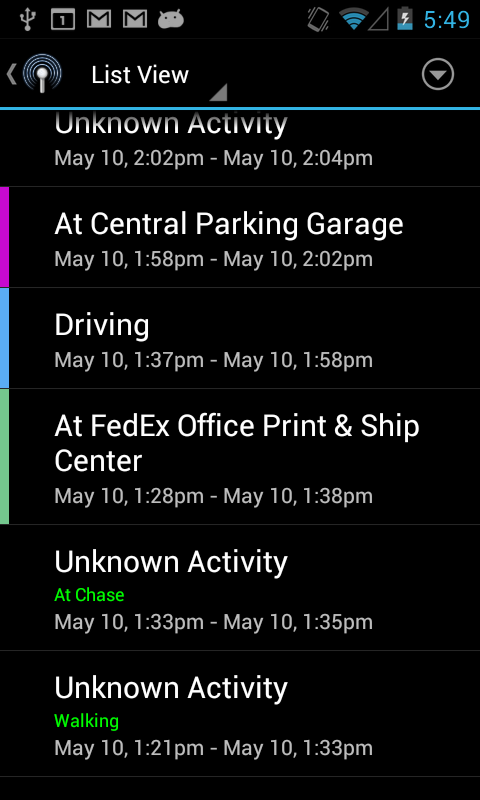 1
5:49
List View
Unknown Activity
May 10, 2:02pm - May 10, 2:04pm
At Central Parking Garage
May 10, 1:58pm - May 10, 2:02pm
Driving
May 10, 1:37pm - May 10, 1:58pm
At FedEx Office Print & Ship
Center
May 10, 1:28pm - May 10, 1:38pm
Unknown Activity
At Chase
May 10, 1:33pm - May 10, 1:35pm
Unknown Activity
Walking
May 10, 1:21pm - May 10, 1:33pm